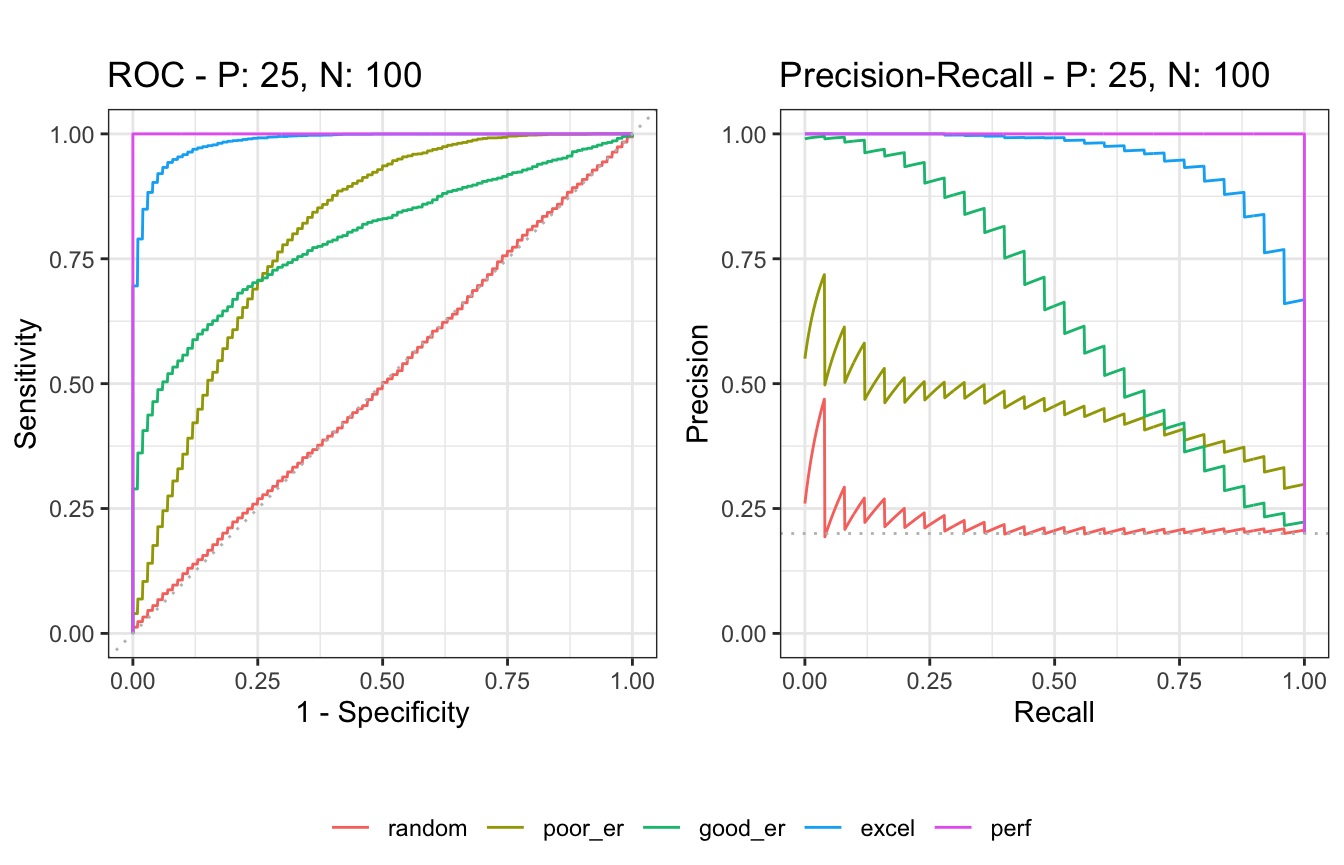 ROC - P: 25, N: 100
Precision-Recall - P: 25, N: 100
Sensitivity
1.00
0.75
0.50
0.25
0.00
0.00 0.25 0.50 0.75 1.00
1 - Specificity
Precision
1.00
0.75
0.50
0.25
0.00
0.00 0.25 0.50 0.75 1.00
Recall
random poor_er good_er excel perf